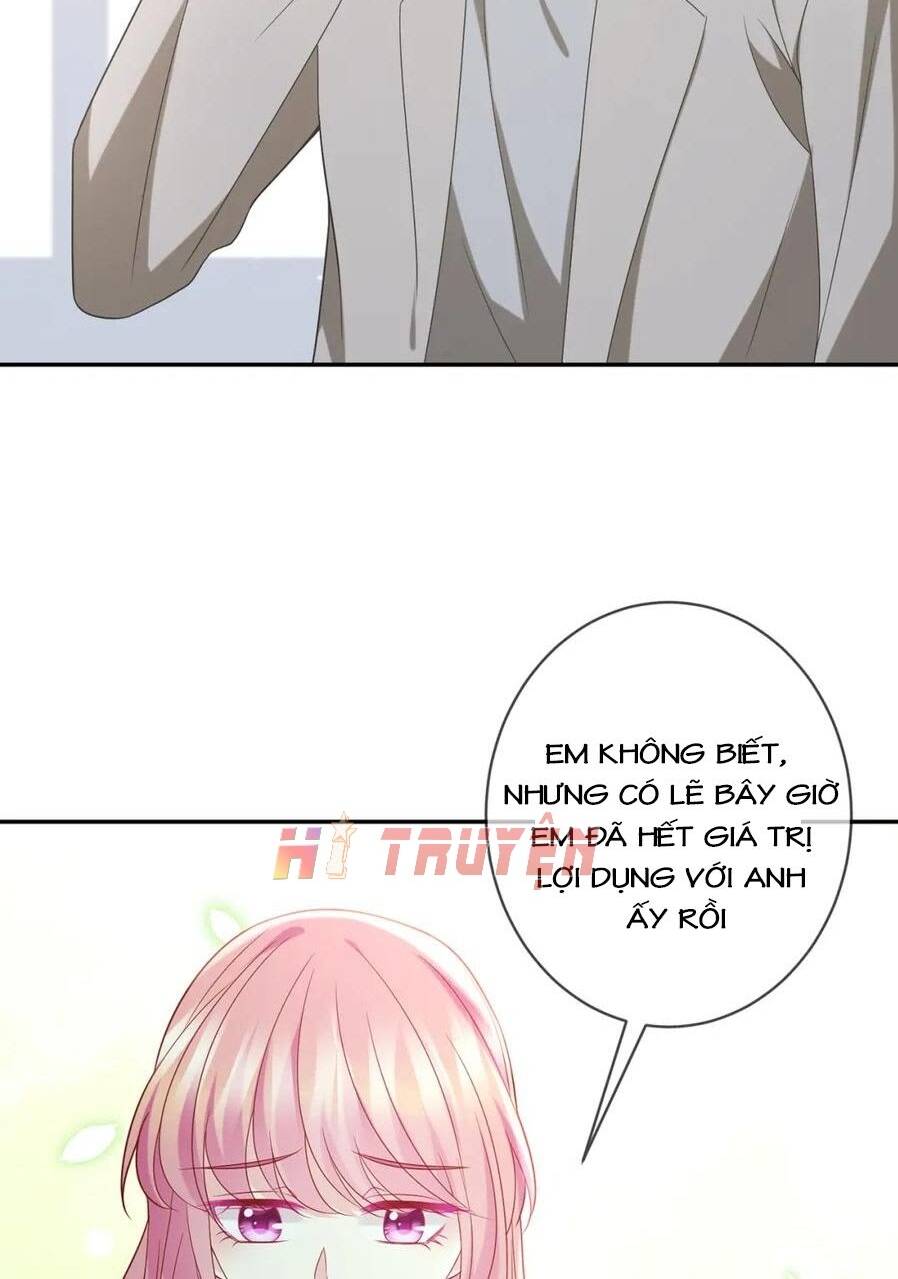 EM KHÔNG BIẾT,
NHƯNG CÓ LẼ BÂY GIỜ
EM ĐÃ HẾT GIÁ TRỊ
LỢI DỤNG VỚI ANH
ẤY RỒI
HI TRUYỆN